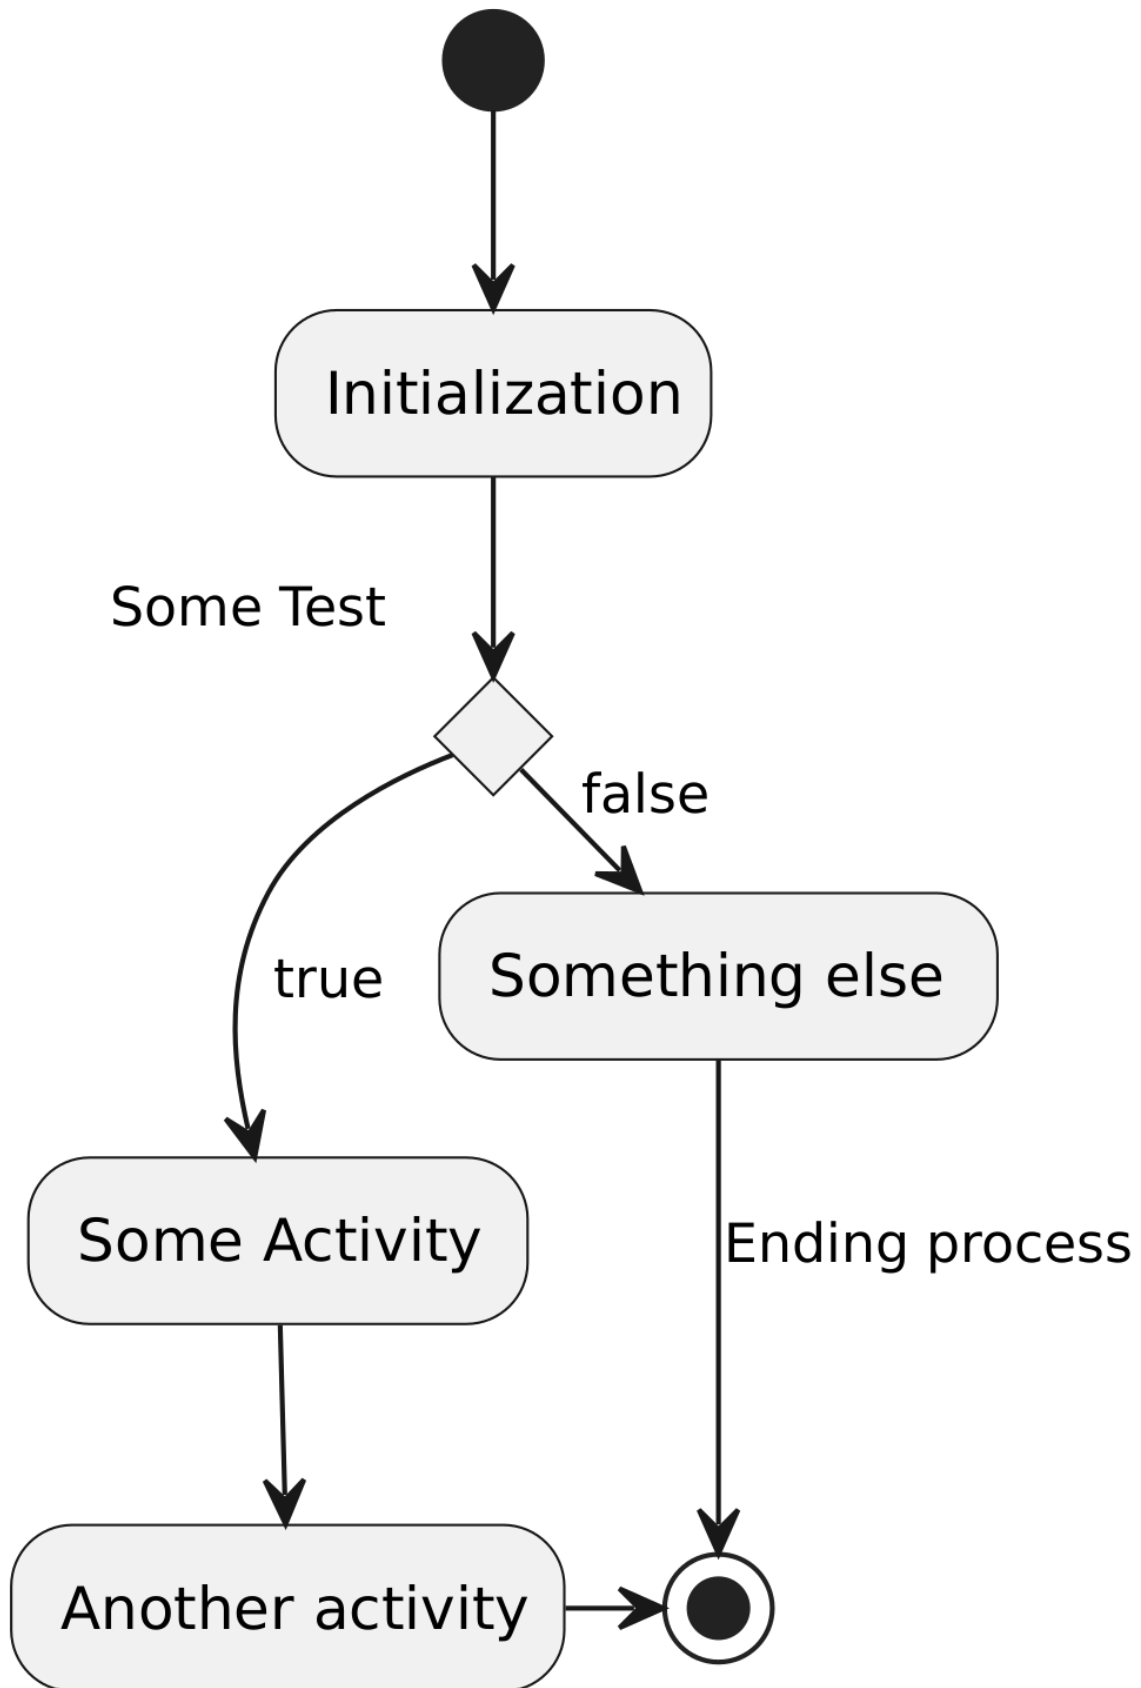 Initialization
Some Test
false
Something else
true
Some Activity
Ending process
Another activity